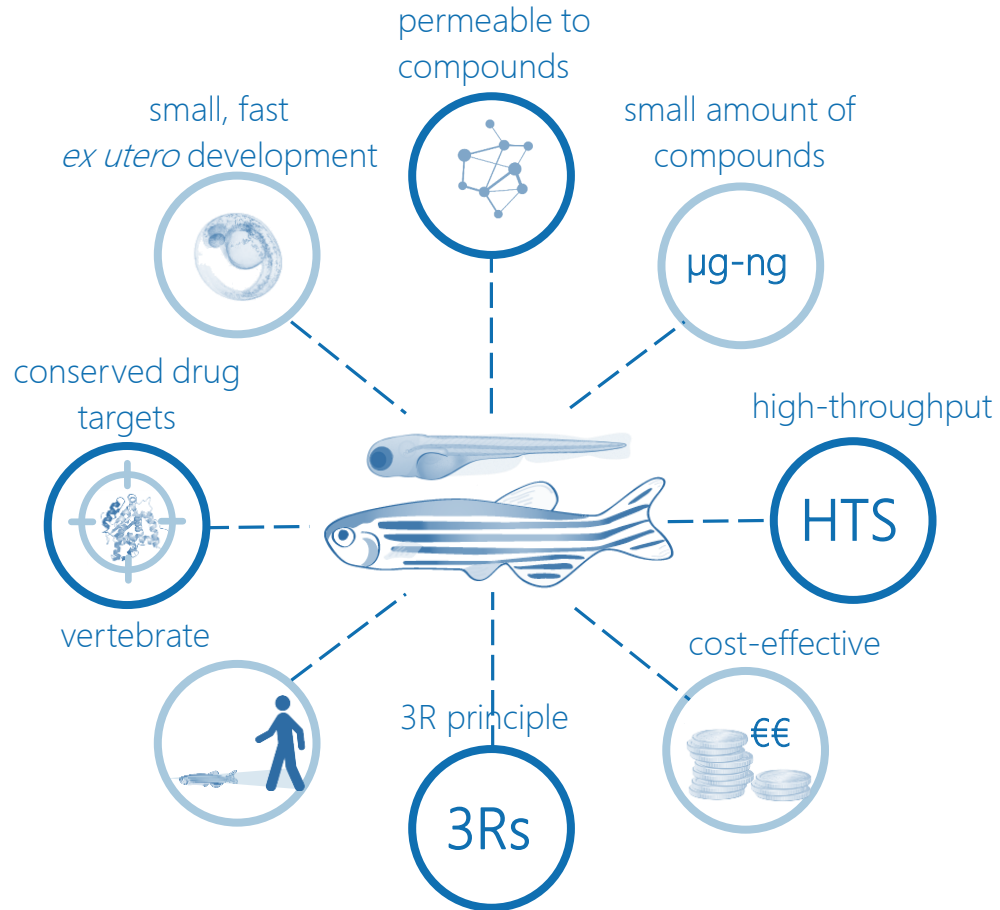 permeable to
compounds
small, fast
ex utero development
small amount of
compounds
µg-ng
conserved drug
targets
high-throughput
HTS
vertebrate
cost-effective
€€
3R principle
3Rs